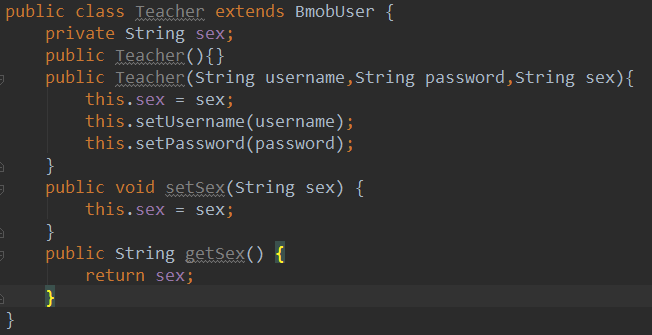 public class Teacher extends BmobUser {
    private String sex;
    public Teacher(){}
    public Teacher(String username,String password,String sex){
        this.sex = sex;
        this.setUsername(username);
        this.setPassword(password);
    }
    public void setSex(String sex) {
        this.sex = sex;
    }
    public String getSex() {
        return sex;
    }
}